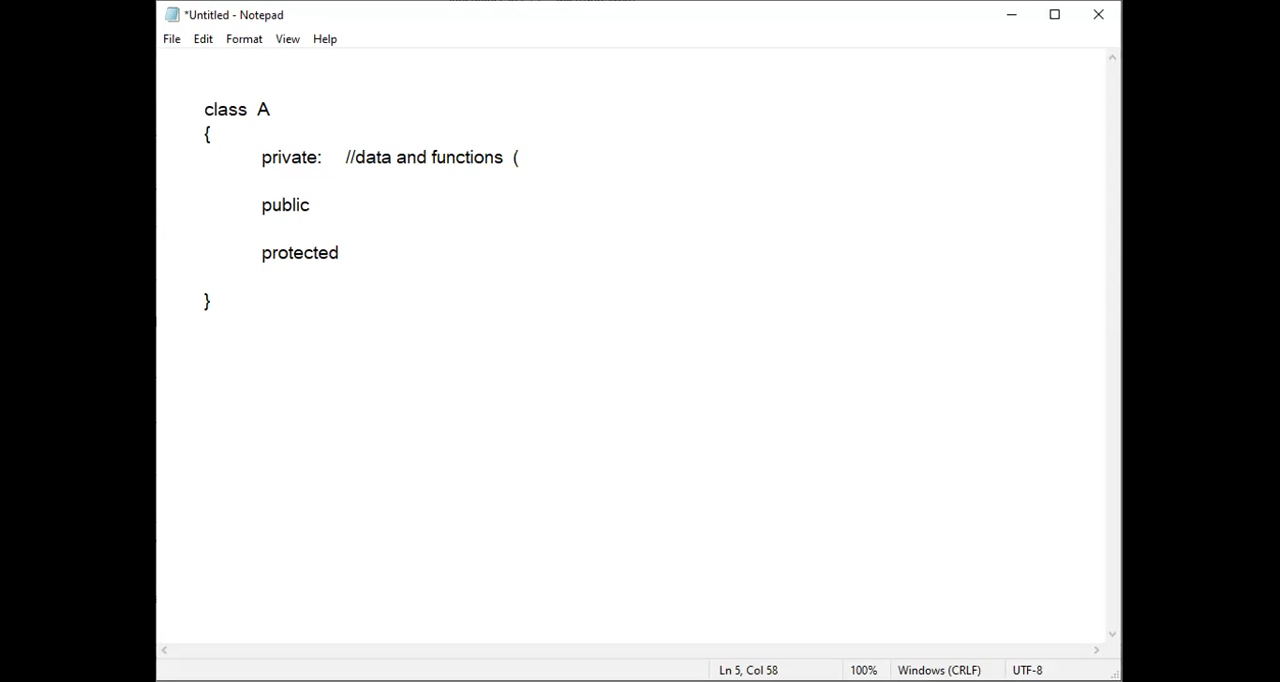 *Untitled - Notepad
File Edit Format View Help
class A
{
private: //data and functions (
public
protected
}
Ln 5, Col 58 100% Windows (CRLF) UTF-8